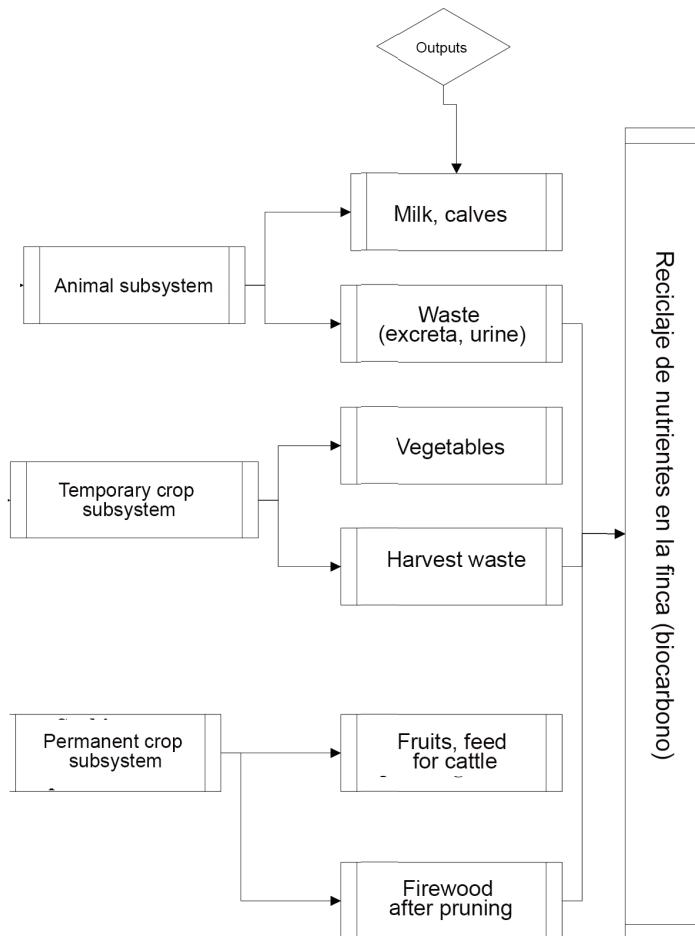 Outputs
Milk, calves
Animal subsystem
Waste
(excreta, urine)
Vegetables
Temporary crop
subsystem
Harvest waste
Permanent crop
subsystem
Fruits, feed
for cattle
Firewood
after pruning
Reciclaje de nutrientes en la finca (biocarbono)